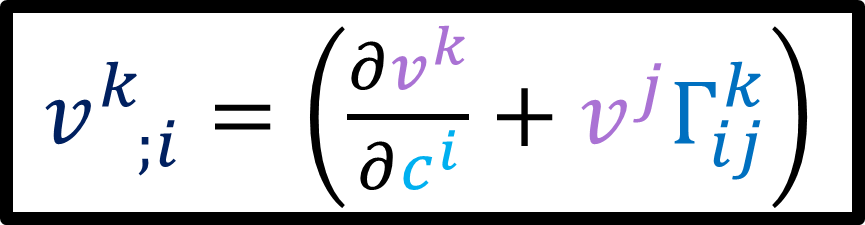 v^k_{;i} = (∂v^k/∂c^i + v^j Γ^k_{ij})